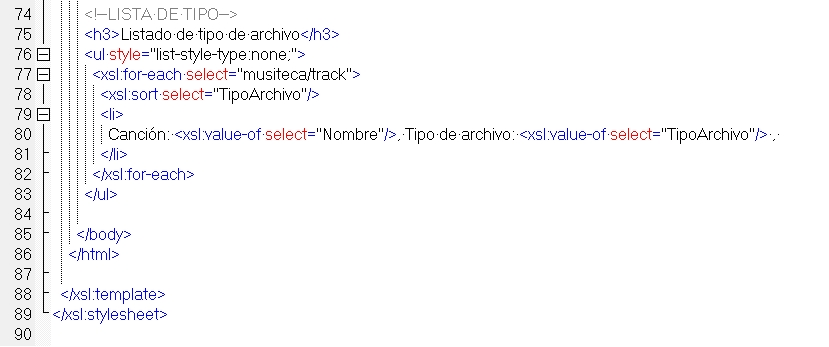 74 <!--LISTA DE TIPO-->
75 <h3>Listado de tipo de archivo</h3>
76 <ul style="list-style-type:none;">
77 <xsl:for-each select="musiteca/track">
78 <xsl:sort select="TipoArchivo"/>
79 <li>
80 Canción: <xsl:value-of select="Nombre"/>, Tipo de archivo: <xsl:value-of select="TipoArchivo"/> ,
81 </li>
82 </xsl:for-each>
83 </ul>
84
85 </body>
86 </html>
87
88 </xsl:template>
89 </xsl:stylesheet>
90